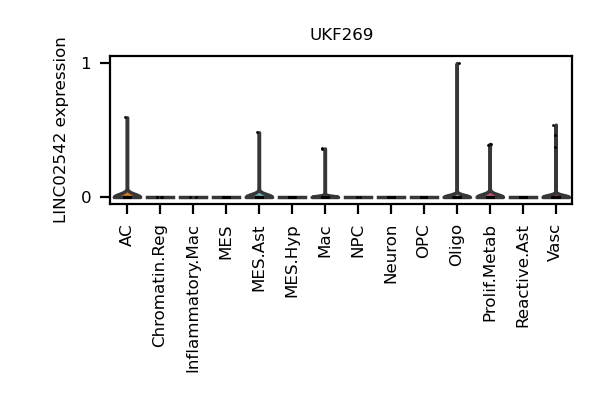 UKF269
LINC02542 expression
1
0
AC
Chromatin.Reg
Inflammatory.Mac
MES
MES.Ast
MES.Hyp
Mac
NPC
Neuron
OPC
Oligo
Prolif.Metab
Reactive.Ast
Vasc